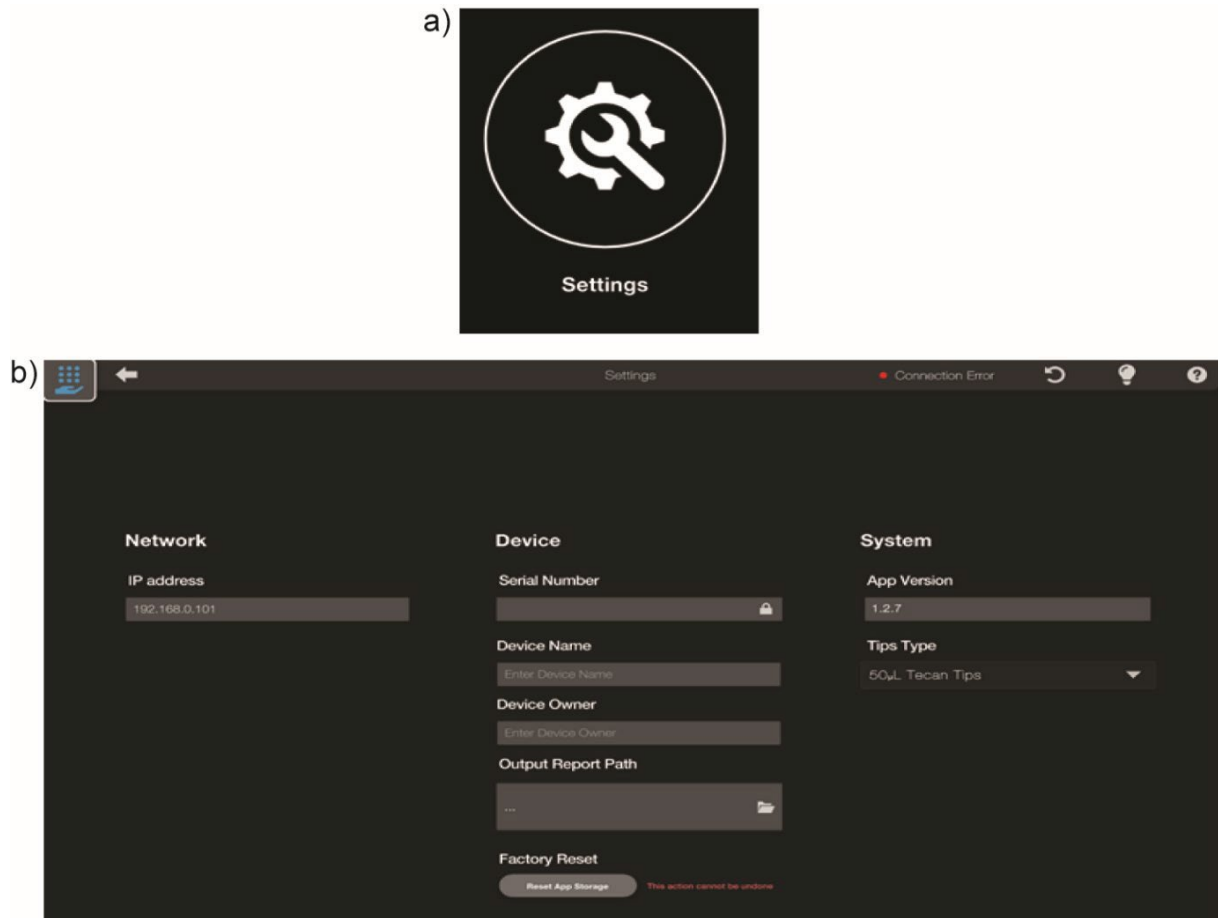 a)
Settings
b)
Settings
Connection Error
Network
Device
System
IP address
Serial Number
App Version
192.168.0.101
1.2.7
Device Name
Tips Type
Enter Device Name
50µL Tecan Tips
Device Owner
Enter Device Owner
Output Report Path
...
Factory Reset
Reset App Storage
This action cannot be undone